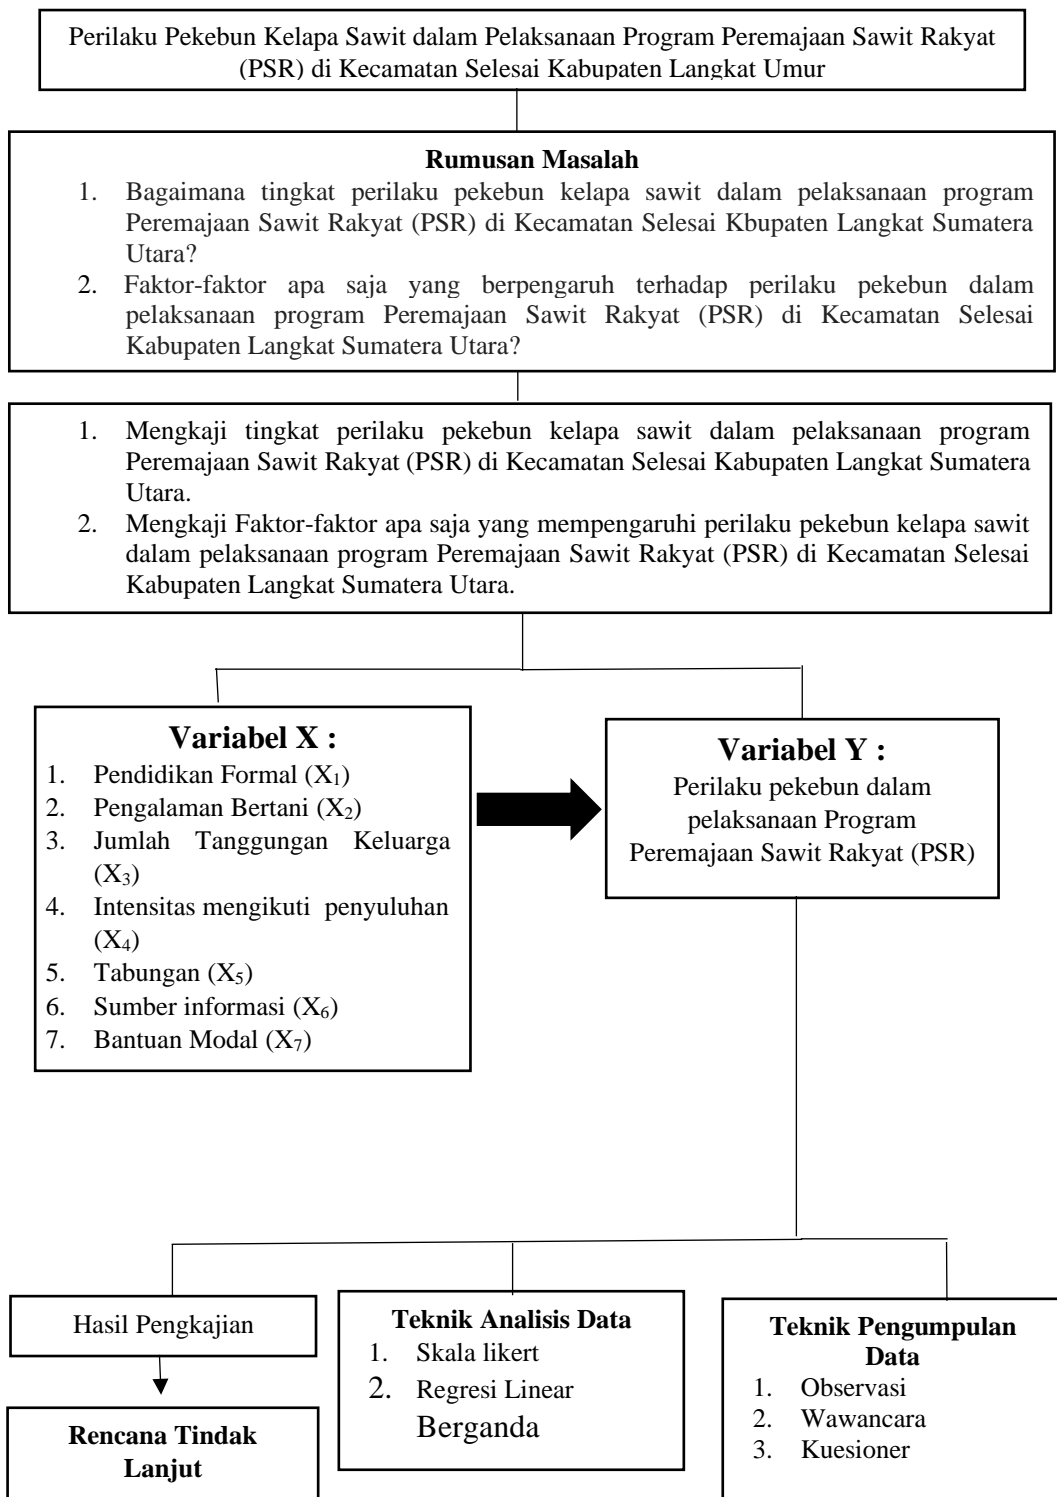 Perilaku Pekebun Kelapa Sawit dalam Pelaksanaan Program Peremajaan Sawit Rakyat
(PSR) di Kecamatan Selesai Kabupaten Langkat Umur
Rumusan Masalah
1. Bagaimana tingkat perilaku pekebun kelapa sawit dalam pelaksanaan program
Peremajaan Sawit Rakyat (PSR) di Kecamatan Selesai Kbupaten Langkat Sumatera
Utara?
2. Faktor-faktor apa saja yang berpengaruh terhadap perilaku pekebun dalam
pelaksanaan program Peremajaan Sawit Rakyat (PSR) di Kecamatan Selesai
Kabupaten Langkat Sumatera Utara?
1. Mengkaji tingkat perilaku pekebun kelapa sawit dalam pelaksanaan program
Peremajaan Sawit Rakyat (PSR) di Kecamatan Selesai Kabupaten Langkat Sumatera
Utara.
2. Mengkaji Faktor-faktor apa saja yang mempengaruhi perilaku pekebun kelapa sawit
dalam pelaksanaan program Peremajaan Sawit Rakyat (PSR) di Kecamatan Selesai
Kabupaten Langkat Sumatera Utara.
Variabel X :
1. Pendidikan Formal (X₁)
2. Pengalaman Bertani (X₂)
3. Jumlah Tanggungan Keluarga
(X₃)
4. Intensitas mengikuti penyuluhan
(X₄)
5. Tabungan (X₅)
6. Sumber informasi (X₆)
7. Bantuan Modal (X₇)
Variabel Y :
Perilaku pekebun dalam
pelaksanaan Program
Peremajaan Sawit Rakyat (PSR)
Hasil Pengkajian
Rencana Tindak
Lanjut
Teknik Analisis Data
1. Skala likert
2. Regresi Linear
Berganda
Teknik Pengumpulan
Data
1. Observasi
2. Wawancara
3. Kuesioner